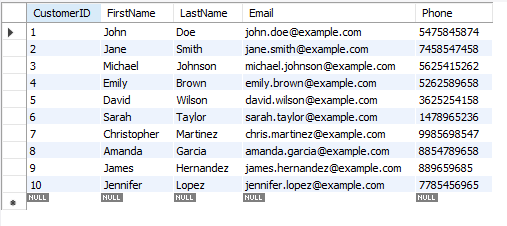 CustomerID FirstName LastName Email Phone
1 John Doe john.doe@example.com 5475845874
2 Jane Smith jane.smith@example.com 7458547458
3 Michael Johnson michael.johnson@example.com 5625415262
4 Emily Brown emily.brown@example.com 5262589658
5 David Wilson david.wilson@example.com 3625254158
6 Sarah Taylor sarah.taylor@example.com 1478965236
7 Christopher Martinez chris.martinez@example.com 9985698547
8 Amanda Garcia amanda.garcia@example.com 8854789658
9 James Hernandez james.hernandez@example.com 889659685
10 Jennifer Lopez jennifer.lopez@example.com 7785456965
NULL NULL NULL NULL NULL